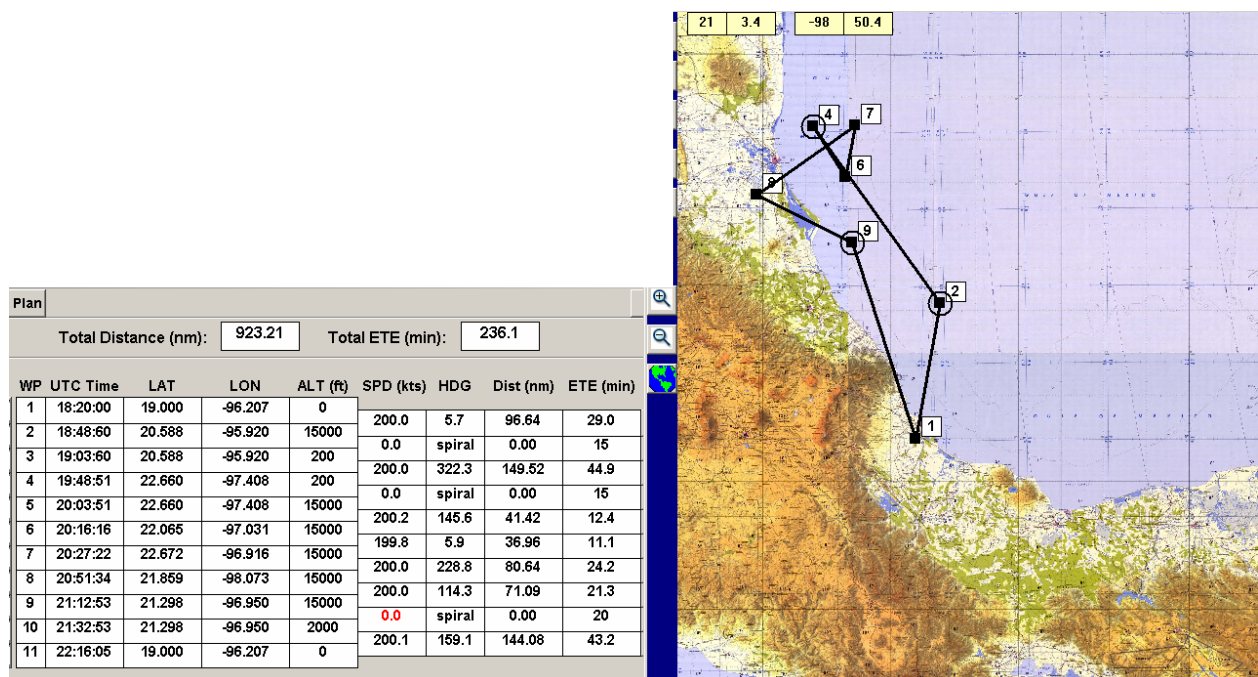 21 3.4 -98 50.4
4
7
6
8
9
2
1
Plan
Total Distance (nm): 923.21 Total ETE (min): 236.1
WP UTC Time LAT LON ALT (ft) SPD (kts) HDG Dist (nm) ETE (min)
1 18:20:00 19.000 -96.207 0
200.0 5.7 96.64 29.0
2 18:48:60 20.588 -95.920 15000
0.0 spiral 0.00 15
3 19:03:60 20.588 -95.920 200
200.0 322.3 149.52 44.9
4 19:48:51 22.660 -97.408 200
0.0 spiral 0.00 15
5 20:03:51 22.660 -97.408 15000
200.2 145.6 41.42 12.4
6 20:16:16 22.065 -97.031 15000
199.8 5.9 36.96 11.1
7 20:27:22 22.672 -96.916 15000
200.0 228.8 80.64 24.2
8 20:51:34 21.859 -98.073 15000
200.0 114.3 71.09 21.3
9 21:12:53 21.298 -96.950 15000
0.0 spiral 0.00 20
10 21:32:53 21.298 -96.950 2000
200.1 159.1 144.08 43.2
11 22:16:05 19.000 -96.207 0